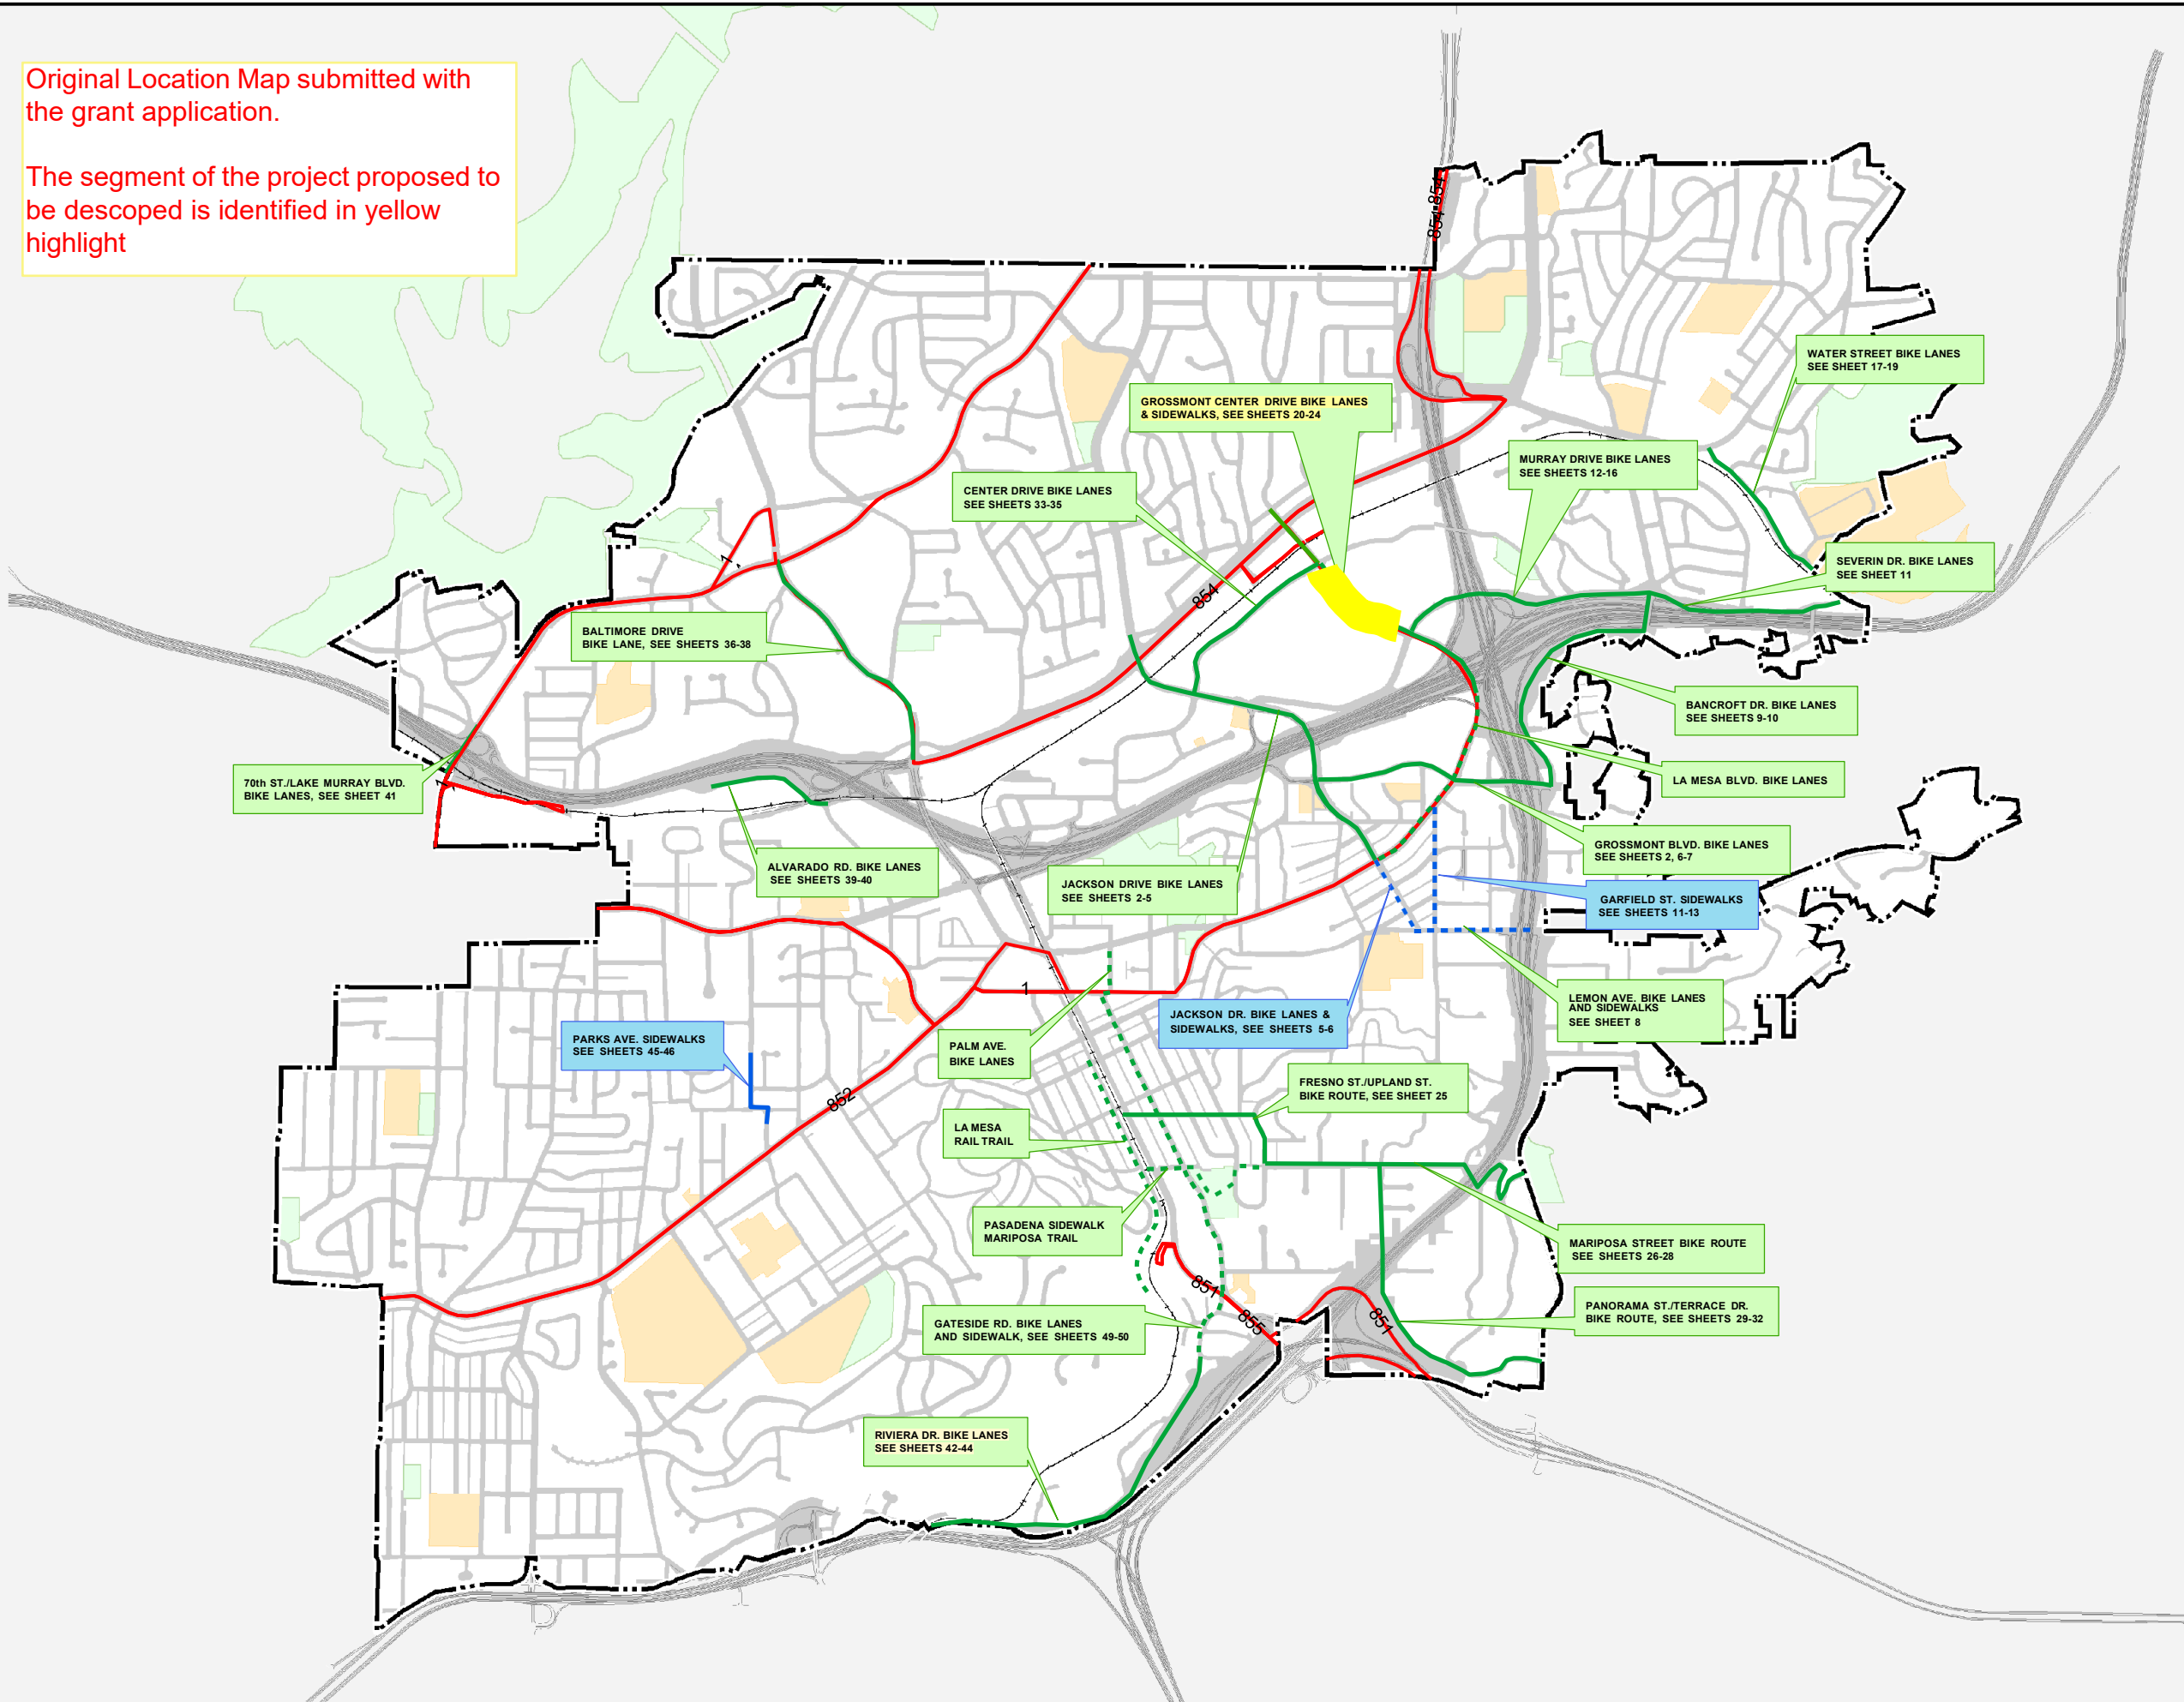 Original Location Map submitted with
the grant application.
The segment of the project proposed to
be descoped is identified in yellow
highlight
854
854
WATER STREET BIKE LANES
SEE SHEET 17-19
GROSSMONT CENTER DRIVE BIKE LANES
& SIDEWALKS, SEE SHEETS 20-24
MURRAY DRIVE BIKE LANES
SEE SHEETS 12-16
CENTER DRIVE BIKE LANES
SEE SHEETS 33-35
1
SEVERIN DR. BIKE LANES
SEE SHEET 11
854
BALTIMORE DRIVE
BIKE LANE, SEE SHEETS 36-38
BANCROFT DR. BIKE LANES
SEE SHEETS 9-10
70th ST./LAKE MURRAY BLVD.
BIKE LANES, SEE SHEET 41
LA MESA BLVD. BIKE LANES
GROSSMONT BLVD. BIKE LANES
SEE SHEETS 2, 6-7
ALVARADO RD. BIKE LANES
SEE SHEETS 39-40
JACKSON DRIVE BIKE LANES
SEE SHEETS 2-5
GARFIELD ST. SIDEWALKS
SEE SHEETS 11-13
1
LEMON AVE. BIKE LANES
AND SIDEWALKS
SEE SHEET 8
JACKSON DR. BIKE LANES &
SIDEWALKS, SEE SHEETS 5-6
PARKS AVE. SIDEWALKS
SEE SHEETS 45-46
PALM AVE.
BIKE LANES
852
FRESNO ST./UPLAND ST.
BIKE ROUTE, SEE SHEET 25
LA MESA
RAIL TRAIL
PASADENA SIDEWALK
MARIPOSA TRAIL
MARIPOSA STREET BIKE ROUTE
SEE SHEETS 26-28
851
855
851
GATESIDE RD. BIKE LANES
AND SIDEWALK, SEE SHEETS 49-50
PANORAMA ST./TERRACE DR.
BIKE ROUTE, SEE SHEETS 29-32
RIVIERA DR. BIKE LANES
SEE SHEETS 42-44